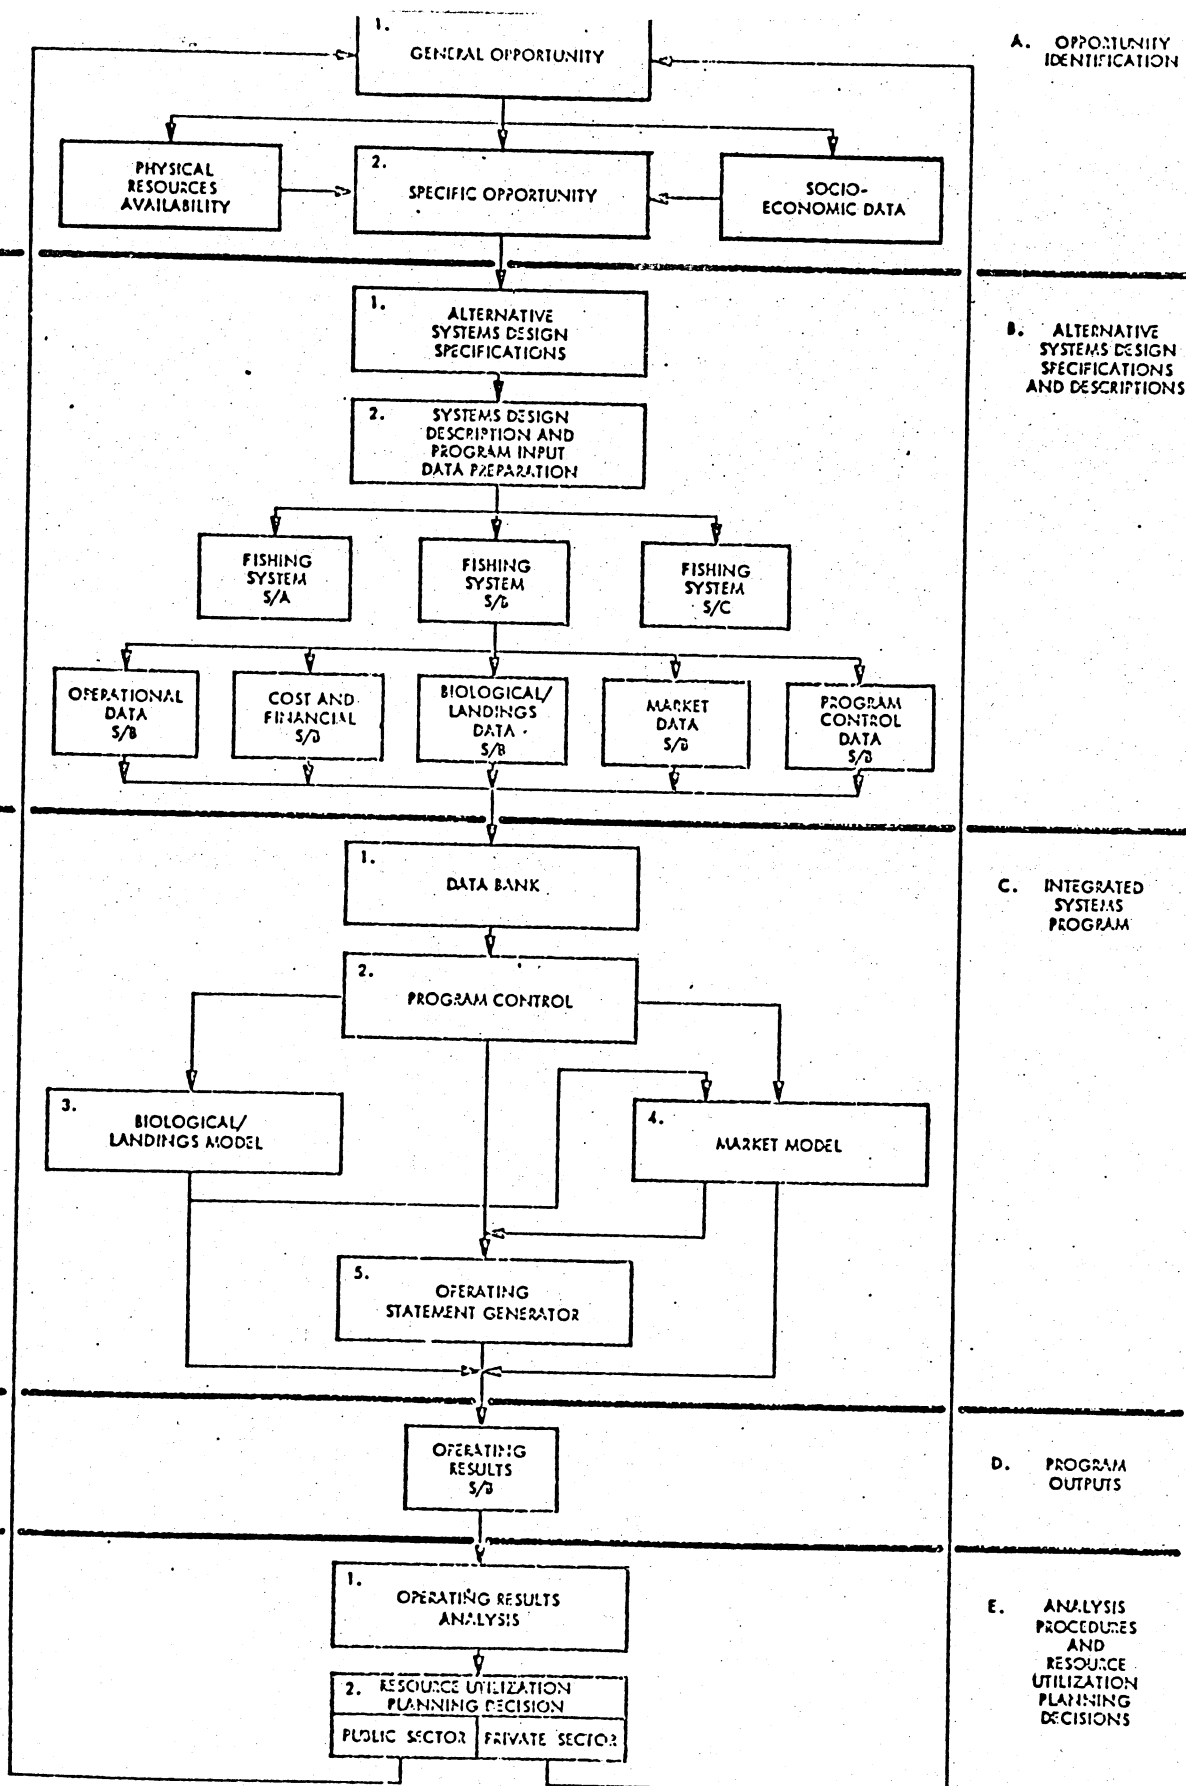 1.
GENERAL OPPORTUNITY
A. OPPORTUNITY
IDENTIFICATION
PHYSICAL
RESOURCES
AVAILABILITY
2.
SPECIFIC OPPORTUNITY
SOCIO-
ECONOMIC DATA
1.
ALTERNATIVE
SYSTEMS DESIGN
SPECIFICATIONS
B. ALTERNATIVE
SYSTEMS DESIGN
SPECIFICATIONS
AND DESCRIPTIONS
2.
SYSTEMS DESIGN
DESCRIPTION AND
PROGRAM INPUT
DATA PREPARATION
FISHING
SYSTEM
S/A
FISHING
SYSTEM
S/B
FISHING
SYSTEM
S/C
OPERATIONAL
DATA
S/B
COST AND
FINANCIAL
S/B
BIOLOGICAL/
LANDINGS
DATA
S/B
MARKET
DATA
S/B
PROGRAM
CONTROL
DATA
S/B
1.
DATA BANK
C. INTEGRATED
SYSTEMS
PROGRAM
2.
PROGRAM CONTROL
3.
BIOLOGICAL/
LANDINGS MODEL
4.
MARKET MODEL
5.
OPERATING
STATEMENT GENERATOR
OPERATING
RESULTS
S/B
D. PROGRAM
OUTPUTS
1.
OPERATING RESULTS
ANALYSIS
E. ANALYSIS
PROCEDURES
AND
RESOURCE
UTILIZATION
PLANNING
DECISIONS
2. RESOURCE UTILIZATION
PLANNING DECISION
PUBLIC SECTOR
PRIVATE SECTOR